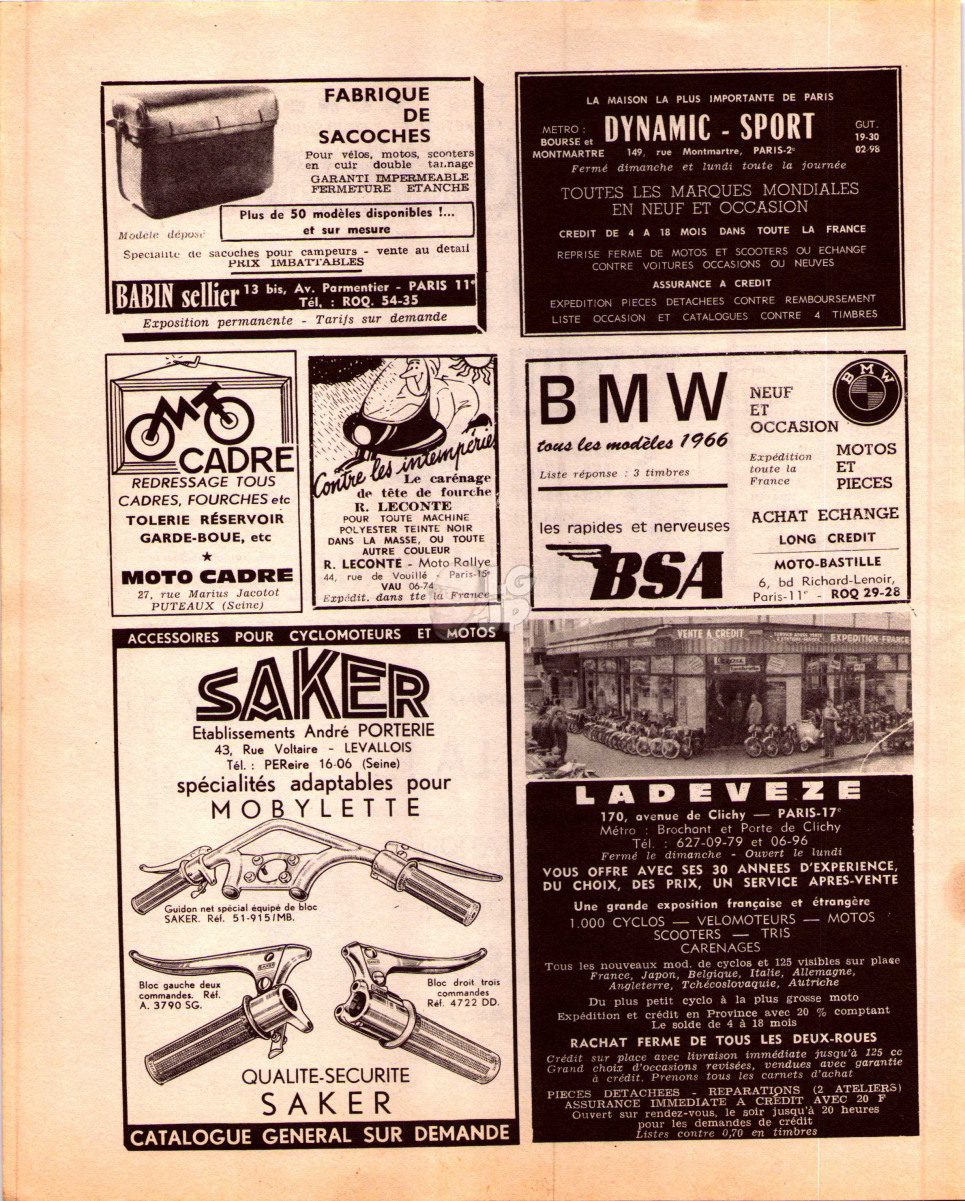 FABRIQUE
DE
SACOCHES
Pour vélos, motos, scooters
en cuir double tannage
GARANTI IMPERMEABLE
FERMETURE ETANCHE
Plus de 50 modèles disponibles !...
et sur mesure
Modèle déposé
Specialité de sacoches pour campeurs - vente au détail
PRIX IMBATTABLES
BABIN sellier 13 bis, Av. Parmentier - PARIS 11e
Tél. : ROQ. 54-35
Exposition permanente - Tarifs sur demande
LA MAISON LA PLUS IMPORTANTE DE PARIS
METRO :
BOURSE et
MONTMARTRE
DYNAMIC - SPORT
149, rue Montmartre, PARIS-2e
GUT.
19-30
02-98
Fermé dimanche et lundi toute la journée
TOUTES LES MARQUES MONDIALES
EN NEUF ET OCCASION
CREDIT DE 4 A 18 MOIS DANS TOUTE LA FRANCE
REPRISE FERME DE MOTOS ET SCOOTERS OU ECHANGE
CONTRE VOITURES OCCASIONS OU NEUVES
ASSURANCE A CREDIT
EXPEDITION PIECES DETACHEES CONTRE REMBOURSEMENT
LISTE OCCASION ET CATALOGUES CONTRE 4 TIMBRES
MT
CADRE
REDRESSAGE TOUS
CADRES, FOURCHES etc
TOLERIE RÉSERVOIR
GARDE-BOUE, etc
MOTO CADRE
27, rue Marius Jacotot
PUTEAUX (Seine)
Contre les intempéries
Le carénage
de tête de fourche
R. LECONTE
POUR TOUTE MACHINE
POLYESTER TEINTE NOIR
DANS LA MASSE, OU TOUTE
AUTRE COULEUR
R. LECONTE - Moto Rallye
44, rue de Vouillé - Paris-15e
VAU 06-74
Expédit. dans tte la France
BMW
tous les modèles 1966
Liste réponse : 3 timbres
les rapides et nerveuses
BSA
NEUF
ET
OCCASION
BMW
Expédition
toute la
France
MOTOS
ET
PIECES
ACHAT ECHANGE
LONG CREDIT
MOTO-BASTILLE
6, bd Richard-Lenoir,
Paris-11e - ROQ 29-28
ACCESSOIRES POUR CYCLOMOTEURS ET MOTOS
SAKER
Etablissements André PORTERIE
43, Rue Voltaire - LEVALLOIS
Tél. : PEReire 16-06 (Seine)
spécialités adaptables pour
MOBYLETTE
Guidon net spécial équipé de bloc
SAKER. Réf. 51-915/MB.
Bloc gauche deux
commandes. Réf.
A. 3790 SG.
Bloc droit trois
commandes
Réf. 4722 DD.
QUALITE-SECURITE
SAKER
CATALOGUE GENERAL SUR DEMANDE
VENTE A CREDIT
EXPEDITION-FRANCE
LADEVEZE
170, avenue de Clichy — PARIS-17e
Métro : Brochant et Porte de Clichy
Tél. : 627-09-79 et 06-96
Fermé le dimanche - Ouvert le lundi
VOUS OFFRE AVEC SES 30 ANNEES D'EXPERIENCE,
DU CHOIX, DES PRIX, UN SERVICE APRES-VENTE
Une grande exposition française et étrangère
1.000 CYCLOS — VELOMOTEURS — MOTOS
SCOOTERS — TRIS
CARENAGES
Tous les nouveaux mod. de cyclos et 125 visibles sur place
France, Japon, Belgique, Italie, Allemagne,
Angleterre, Tchécoslovaquie, Autriche
Du plus petit cyclo à la plus grosse moto
Expédition et crédit en Province avec 20 % comptant
Le solde de 4 à 18 mois
RACHAT FERME DE TOUS LES DEUX-ROUES
Crédit sur place avec livraison immédiate jusqu'à 125 cc
Grand choix d'occasions revisées, vendues avec garantie
à crédit. Prenons tous les carnets d'achat
PIECES DETACHEES - REPARATIONS (2 ATELIERS)
ASSURANCE IMMEDIATE A CRÉDIT AVEC 20 F
Ouvert sur rendez-vous, le soir jusqu'à 20 heures
pour les demandes de crédit
Listes contre 0,70 en timbres